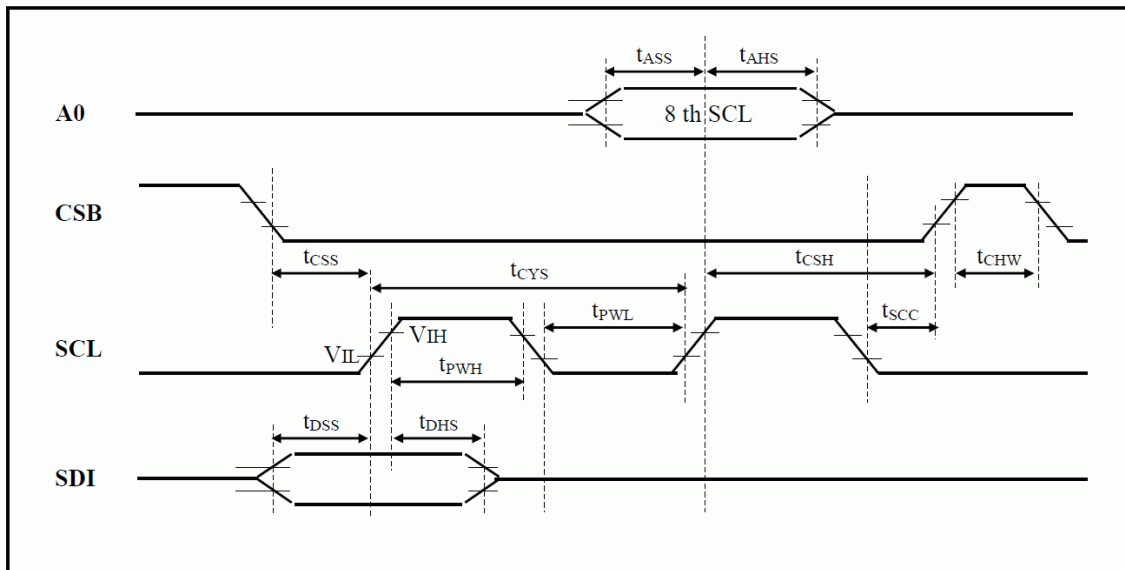 tASS tAHS
A0 8 th SCL
CSB
tCSS tCYS tCSH tCHW
tPWL tSCC
SCL VIL VIH
tPWH
tDSS tDHS
SDI